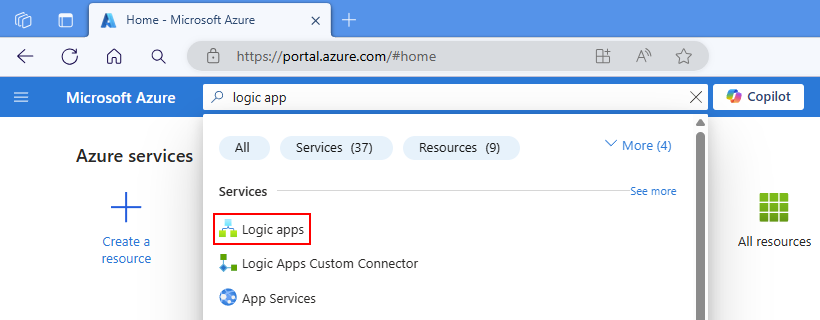 Home - Microsoft Azure
https://portal.azure.com/#home
Microsoft Azure
logic app
Copilot
All
Services (37)
Resources (9)
More (4)
Azure services
Services
See more
Create a
resource
Logic apps
Logic Apps Custom Connector
App Services
All resources